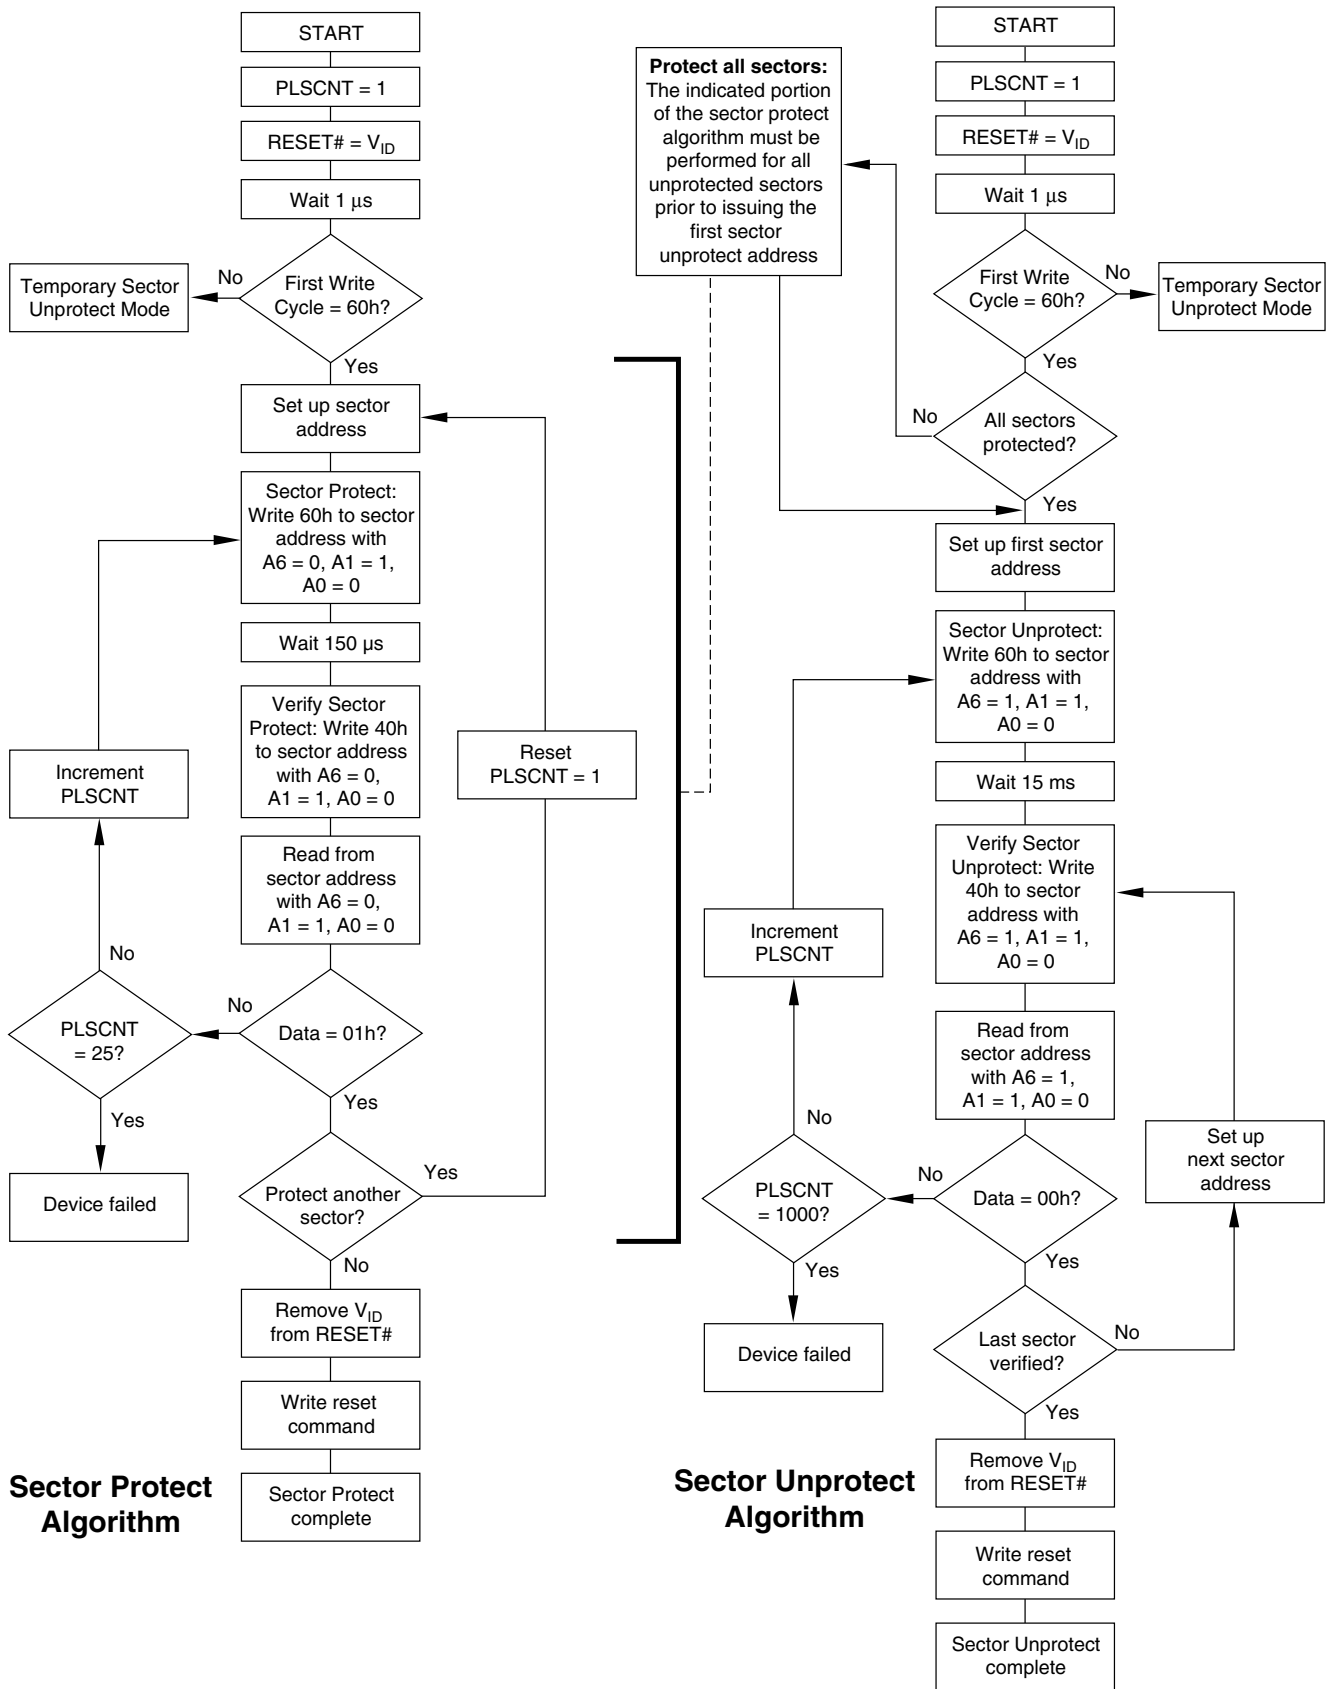 START
PLSCNT = 1
RESET# = VID
Wait 1 μs
First Write
Cycle = 60h?
No
Temporary Sector
Unprotect Mode
Yes
Set up sector
address
Sector Protect:
Write 60h to sector
address with
A6 = 0, A1 = 1,
A0 = 0
Wait 150 µs
Verify Sector
Protect: Write 40h
to sector address
with A6 = 0,
A1 = 1, A0 = 0
Reset
PLSCNT = 1
Increment
PLSCNT
Read from
sector address
with A6 = 0,
A1 = 1, A0 = 0
No
PLSCNT
= 25?
No
Data = 01h?
Yes
Yes
Device failed
Protect another
sector?
Yes
No
Remove VID
from RESET#
Write reset
command
Sector Protect
complete
Sector Protect
Algorithm
Protect all sectors:
The indicated portion
of the sector protect
algorithm must be
performed for all
unprotected sectors
prior to issuing the
first sector
unprotect address
START
PLSCNT = 1
RESET# = VID
Wait 1 μs
First Write
Cycle = 60h?
No
Temporary Sector
Unprotect Mode
Yes
No
All sectors
protected?
Yes
Set up first sector
address
Sector Unprotect:
Write 60h to sector
address with
A6 = 1, A1 = 1,
A0 = 0
Wait 15 ms
Verify Sector
Unprotect: Write
40h to sector
address with
A6 = 1, A1 = 1,
A0 = 0
Increment
PLSCNT
Read from
sector address
with A6 = 1,
A1 = 1, A0 = 0
No
Set up
next sector
address
PLSCNT
= 1000?
No
Data = 00h?
Yes
Yes
Device failed
Last sector
verified?
No
Yes
Remove VID
from RESET#
Write reset
command
Sector Unprotect
complete
Sector Unprotect
Algorithm